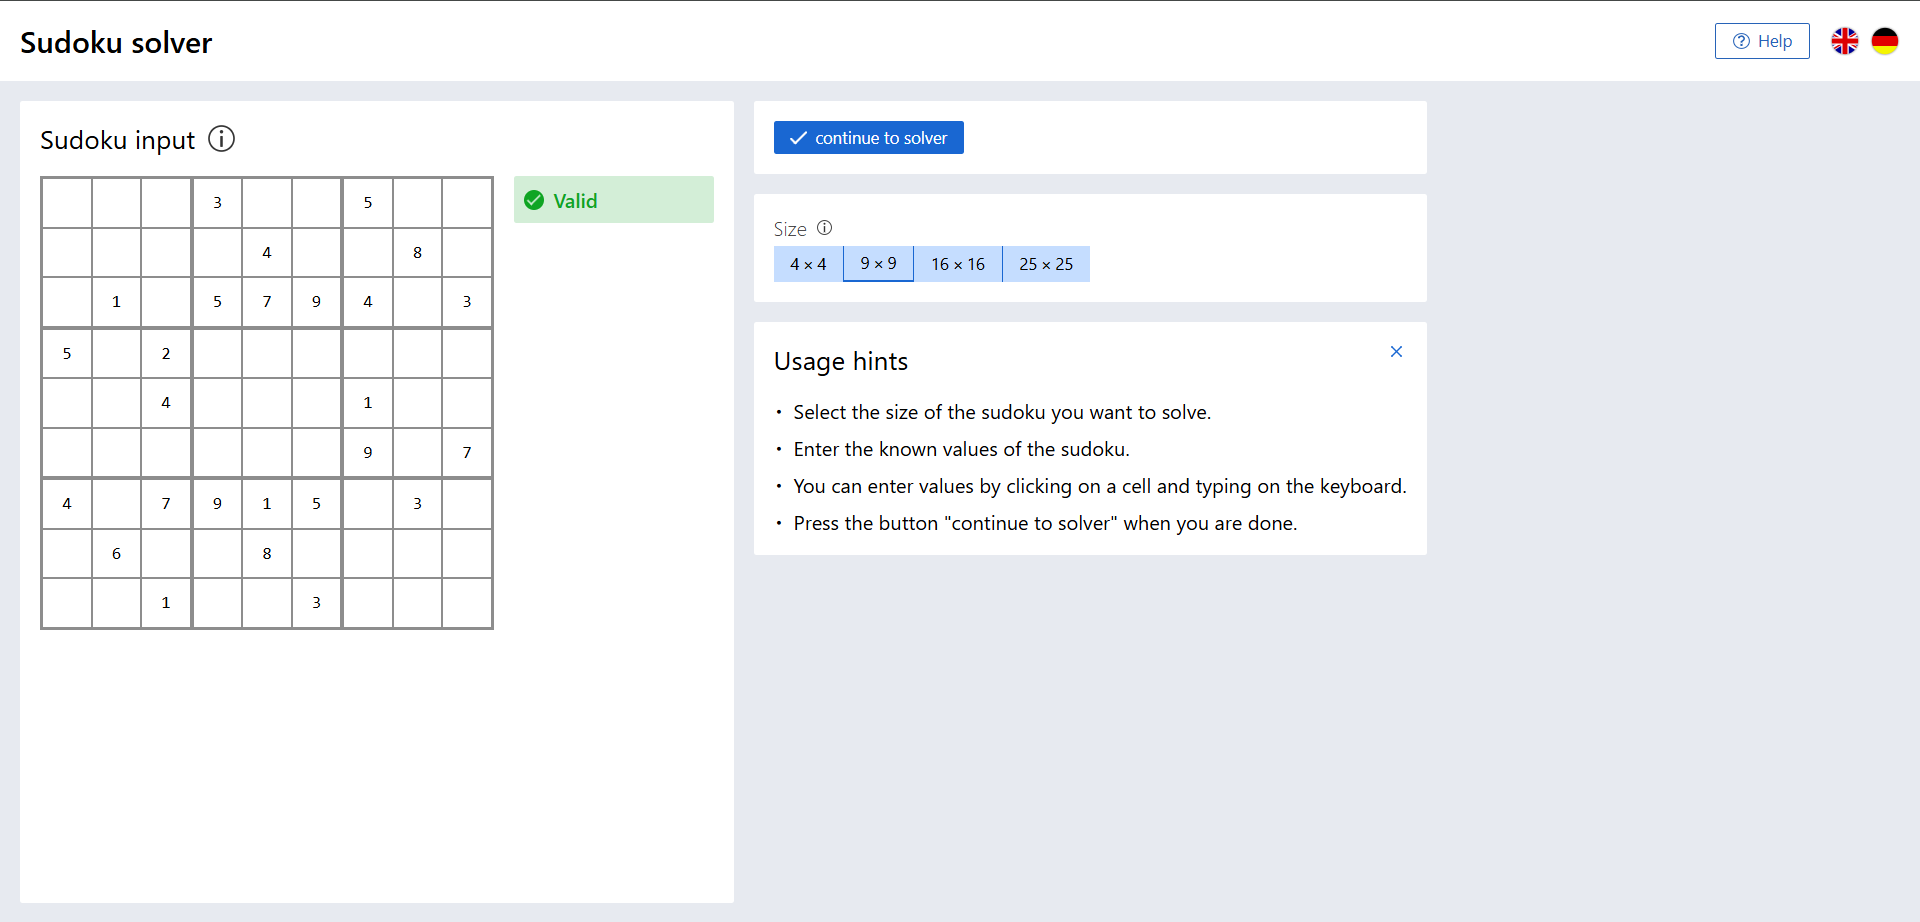 Sudoku solver
Help
Sudoku input
3 5
4 8
1 5 7 9 4 3
5 2
4 1
9 7
4 7 9 1 5 3
6 8
1 3
Valid
continue to solver
Size
4 × 4 9 × 9 16 × 16 25 × 25
Usage hints
• Select the size of the sudoku you want to solve.
• Enter the known values of the sudoku.
• You can enter values by clicking on a cell and typing on the keyboard.
• Press the button "continue to solver" when you are done.